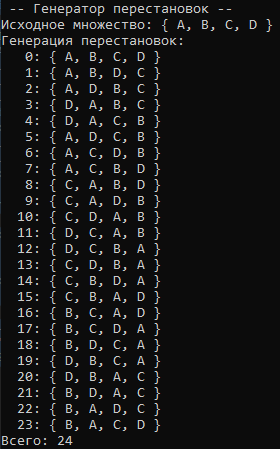 -- Генератор перестановок --
Исходное множество: { A, B, C, D }
Генерация перестановок:
0: { A, B, C, D }
1: { A, B, D, C }
2: { A, D, B, C }
3: { D, A, B, C }
4: { D, A, C, B }
5: { A, D, C, B }
6: { A, C, D, B }
7: { A, C, B, D }
8: { C, A, B, D }
9: { C, A, D, B }
10: { C, D, A, B }
11: { D, C, A, B }
12: { D, C, B, A }
13: { C, D, B, A }
14: { C, B, D, A }
15: { C, B, A, D }
16: { B, C, A, D }
17: { B, C, D, A }
18: { B, D, C, A }
19: { D, B, C, A }
20: { D, B, A, C }
21: { B, D, A, C }
22: { B, A, D, C }
23: { B, A, C, D }
Всего: 24